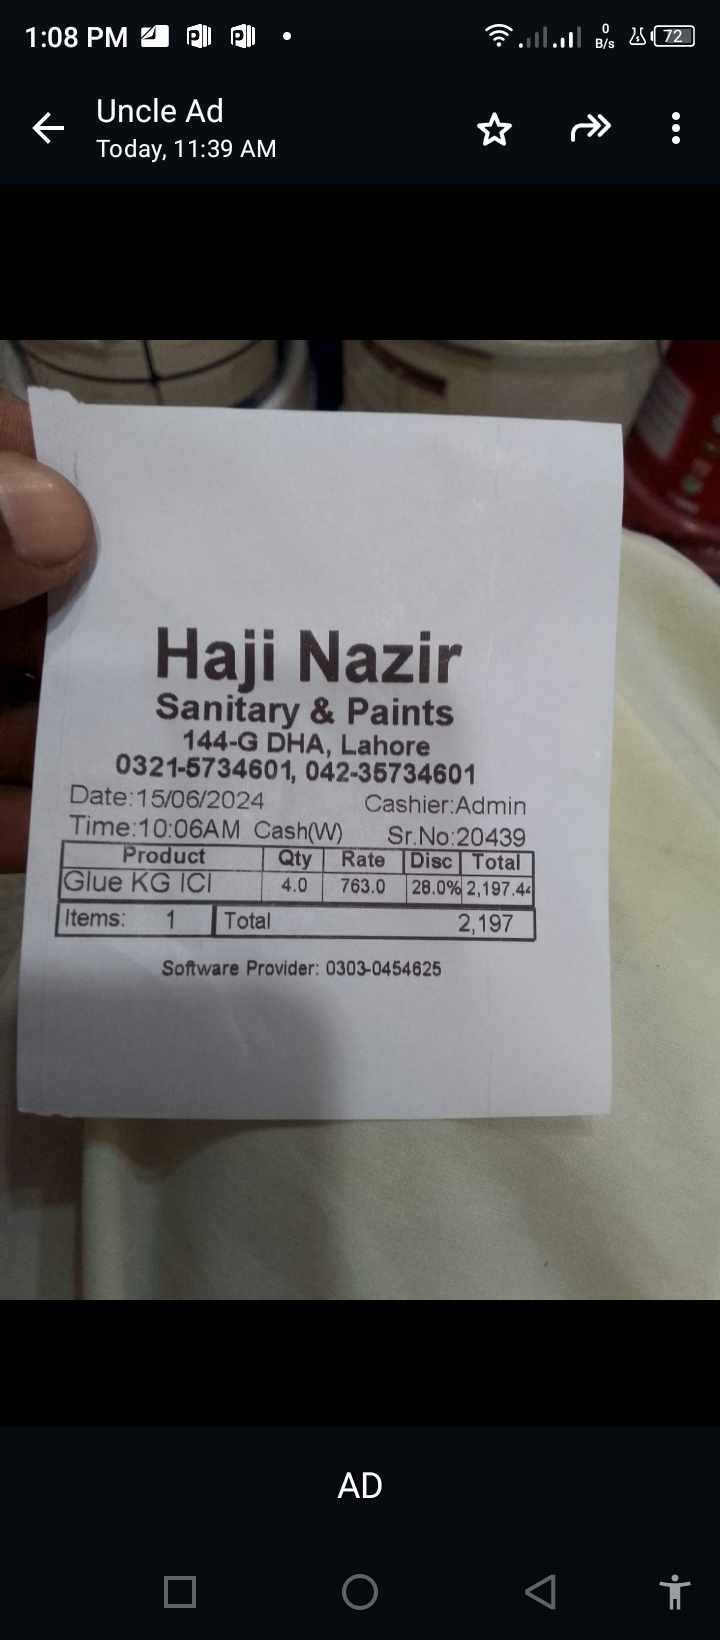 1:08 PM
0 B/s
72
Uncle Ad
Today, 11:39 AM
Haji Nazir
Sanitary & Paints
144-G DHA, Lahore
0321-5734601, 042-35734601
Date:15/06/2024 Cashier:Admin
Time:10:06AM Cash(W) Sr.No:20439
Product Qty Rate Disc Total
Glue KG ICI 4.0 763.0 28.0% 2,197.44
Items: 1 Total 2,197
Software Provider: 0303-0454625
AD